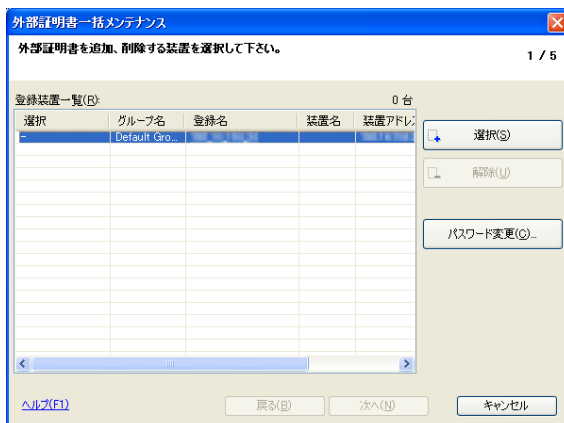 外部証明書一括メンテナンス
外部証明書を追加、削除する装置を選択して下さい。
1 / 5
登録装置一覧(R):
0 台
選択 グループ名 登録名 装置名 装置アドレス
- Default Gro...
選択(S)
解除(U)
パスワード変更(C)...
ヘルプ(F1)
戻る(B)
次へ(N)
キャンセル